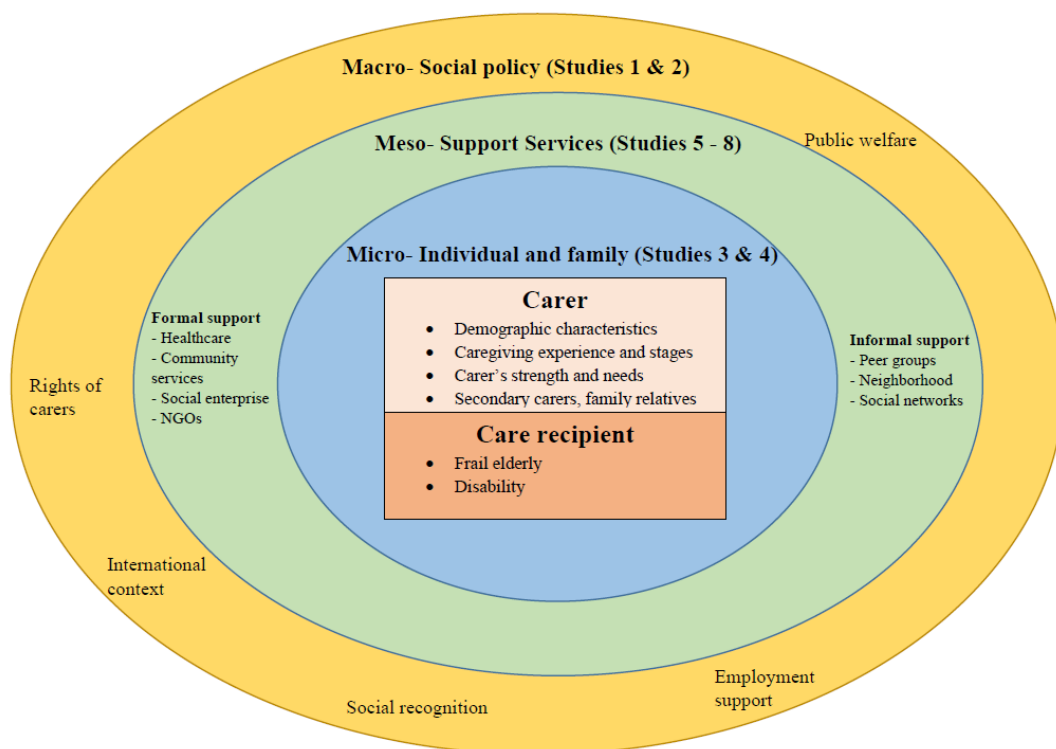 Macro- Social policy (Studies 1 & 2)
Public welfare
Meso- Support Services (Studies 5 - 8)
Micro- Individual and family (Studies 3 & 4)
Carer
• Demographic characteristics
• Caregiving experience and stages
• Carer's strength and needs
• Secondary carers, family relatives
Care recipient
• Frail elderly
• Disability
Formal support
- Healthcare
- Community
services
- Social enterprise
- NGOs
Informal support
- Peer groups
- Neighborhood
- Social networks
Rights of
carers
International
context
Social recognition
Employment
support